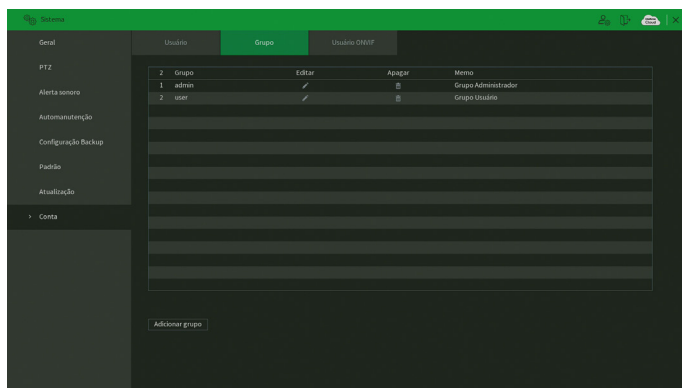 Sistema
Geral
PTZ
Alerta sonoro
Automanutenção
Configuração Backup
Padrão
Atualização
Conta
Usuário Grupo Usuário ONVIF
2 Grupo Editar Apagar Memo
1 admin Grupo Administrador
2 user Grupo Usuário
Adicionar grupo